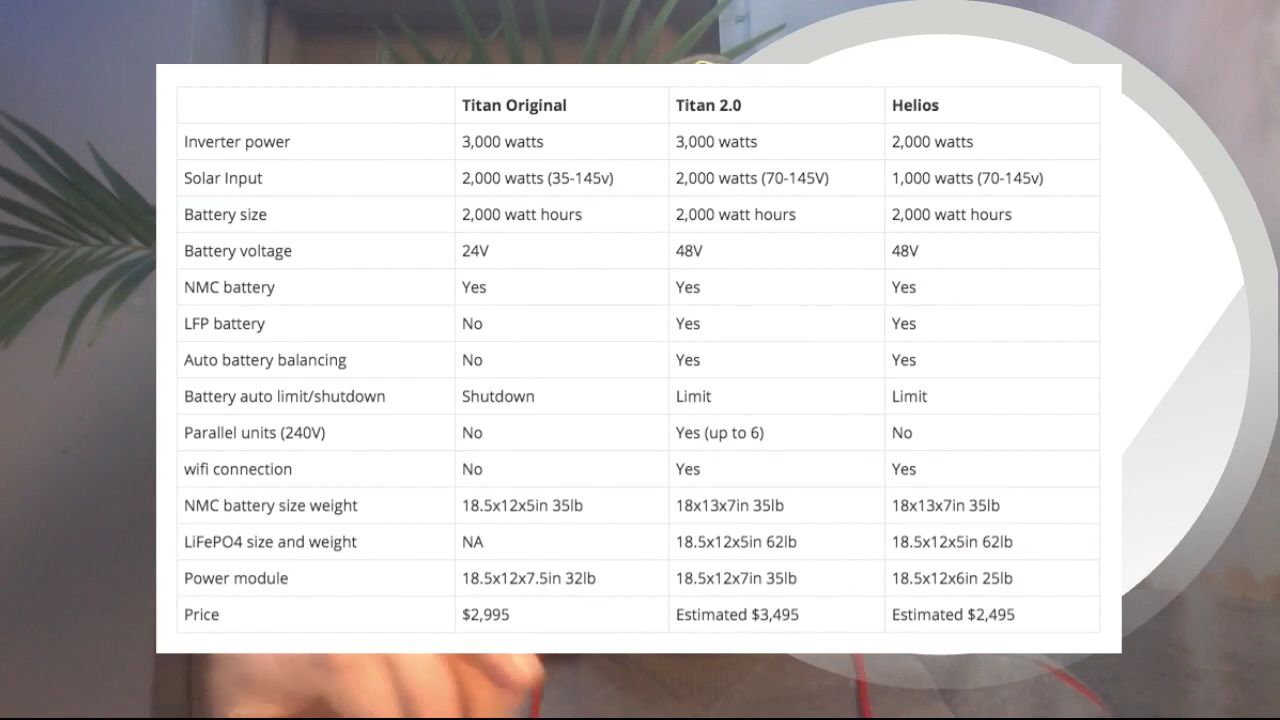 Titan Original Titan 2.0 Helios
Inverter power 3,000 watts 3,000 watts 2,000 watts
Solar Input 2,000 watts (35-145v) 2,000 watts (70-145V) 1,000 watts (70-145v)
Battery size 2,000 watt hours 2,000 watt hours 2,000 watt hours
Battery voltage 24V 48V 48V
NMC battery Yes Yes Yes
LFP battery No Yes Yes
Auto battery balancing No Yes Yes
Battery auto limit/shutdown Shutdown Limit Limit
Parallel units (240V) No Yes (up to 6) No
wifi connection No Yes Yes
NMC battery size weight 18.5x12x5in 35lb 18x13x7in 35lb 18x13x7in 35lb
LiFePO4 size and weight NA 18.5x12x5in 62lb 18.5x12x5in 62lb
Power module 18.5x12x7.5in 32lb 18.5x12x7in 35lb 18.5x12x6in 25lb
Price $2,995 Estimated $3,495 Estimated $2,495